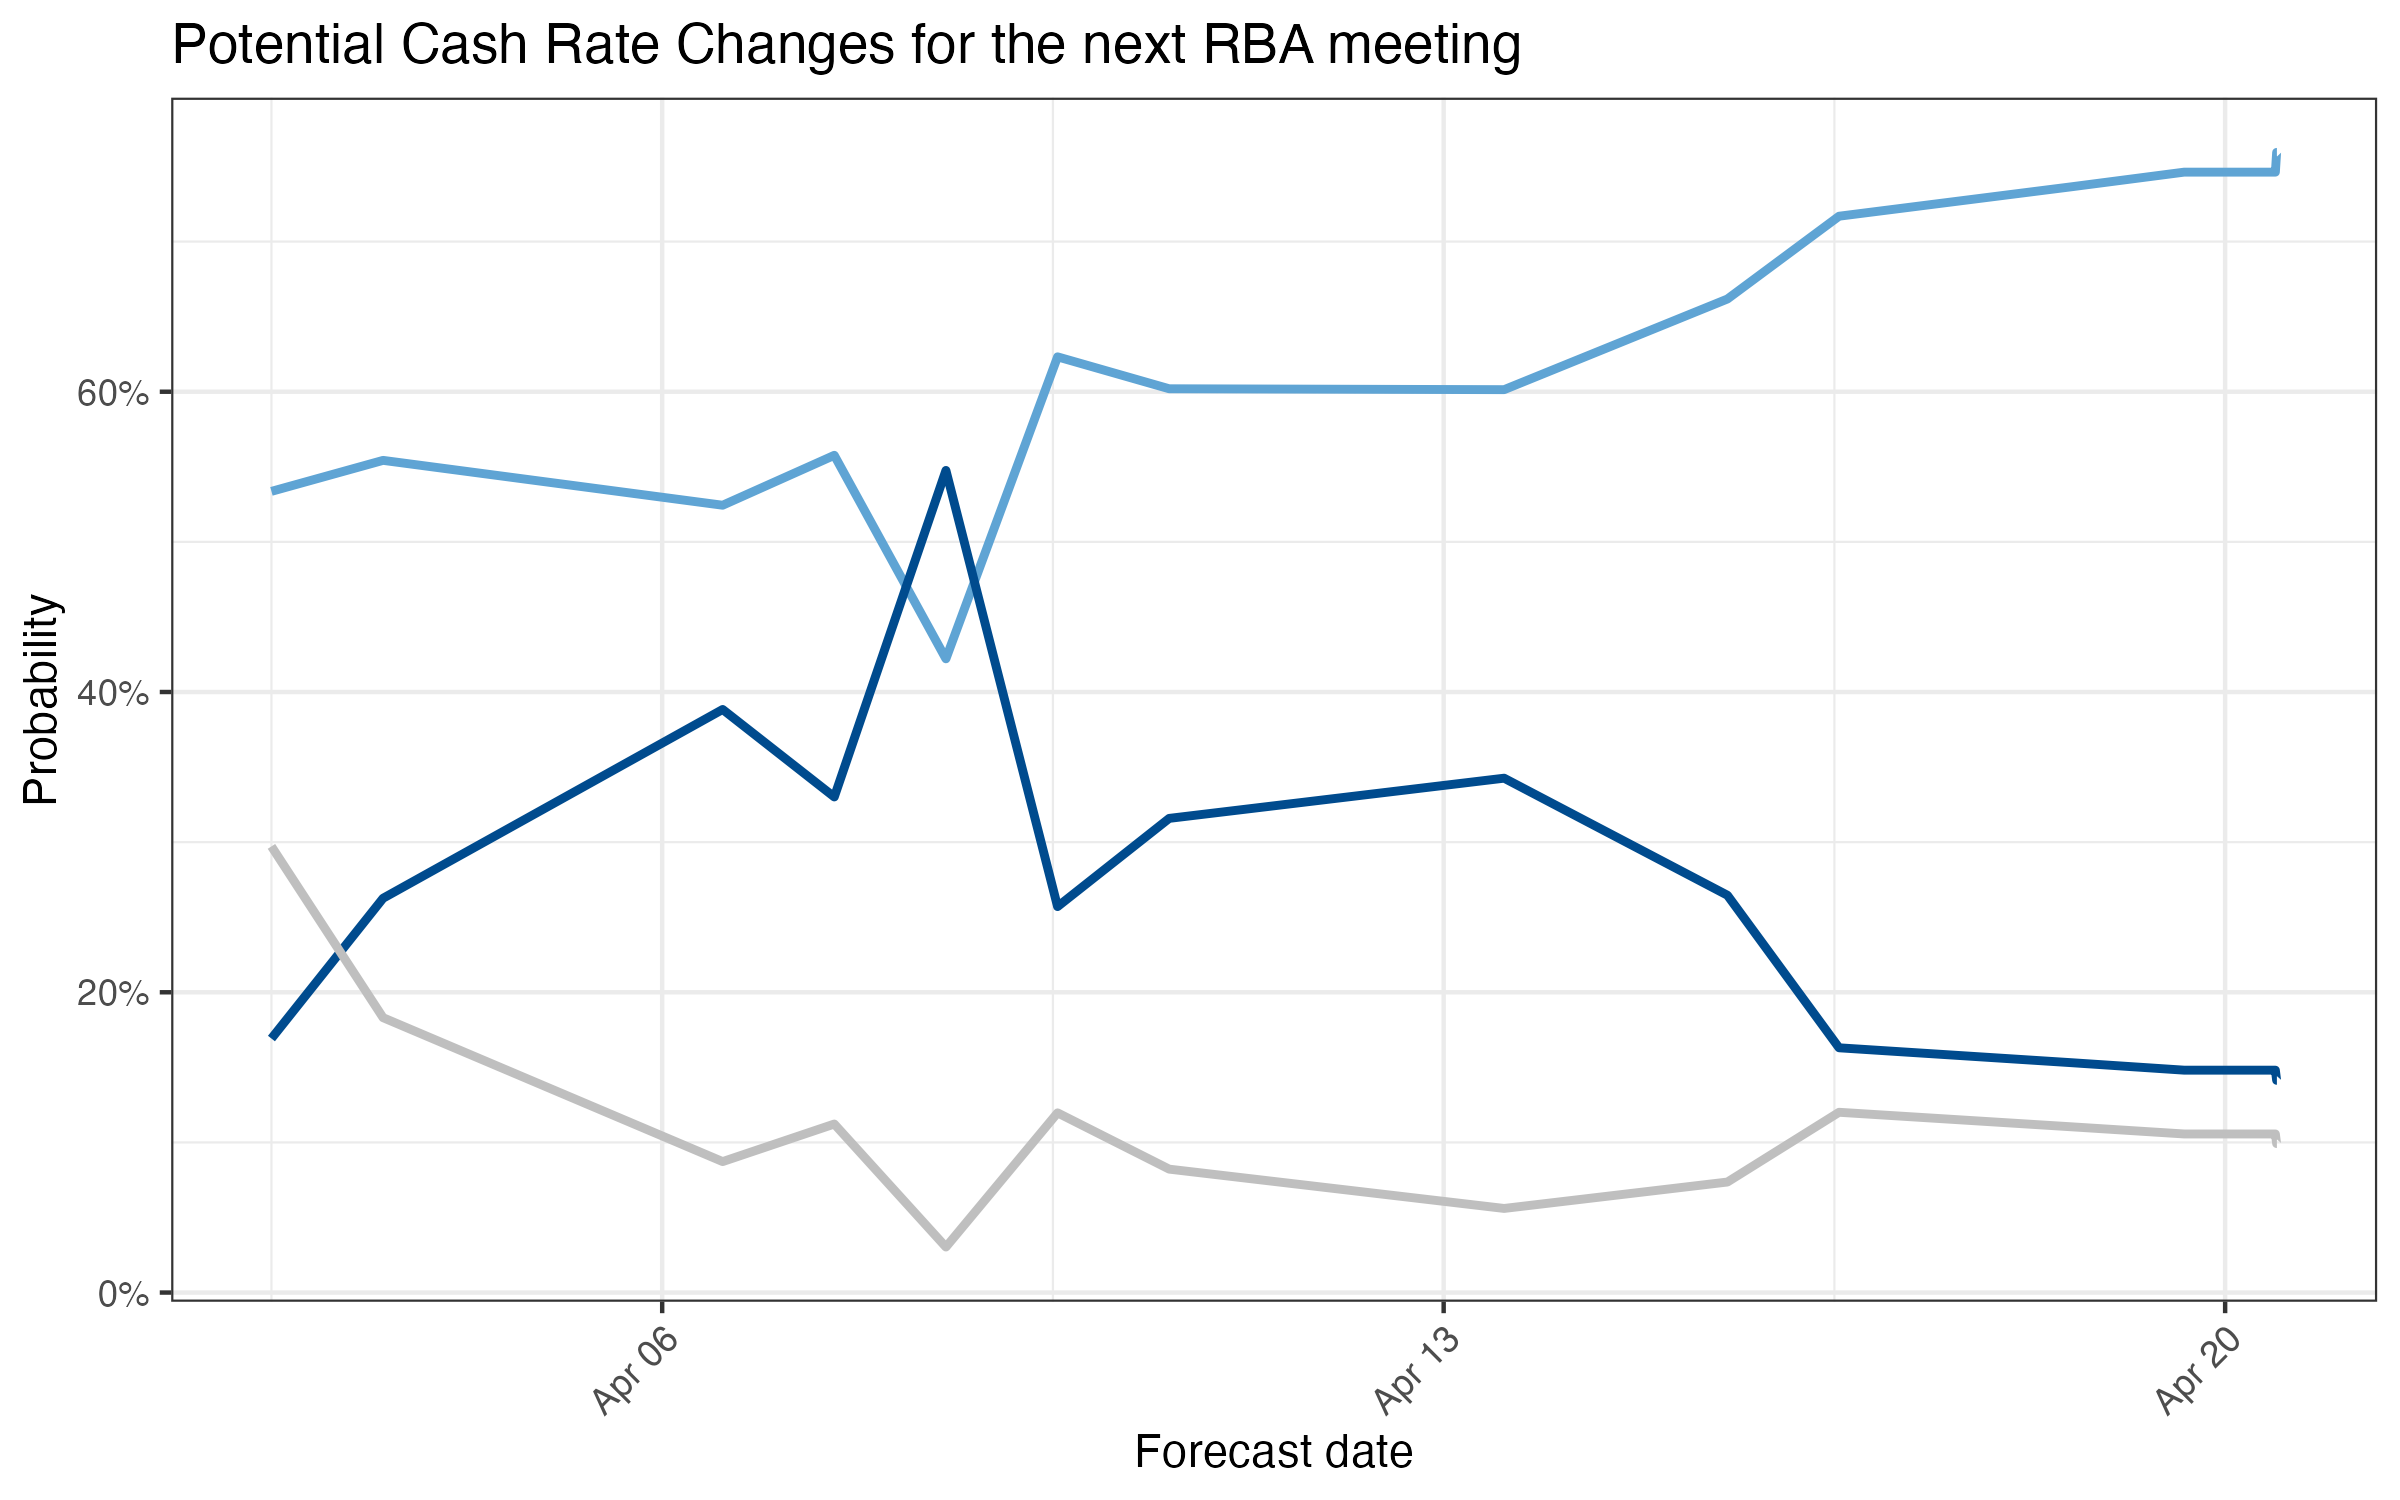 Potential Cash Rate Changes for the next RBA meeting
Probability
60%
40%
20%
0%
Apr 06
Apr 13
Apr 20
Forecast date